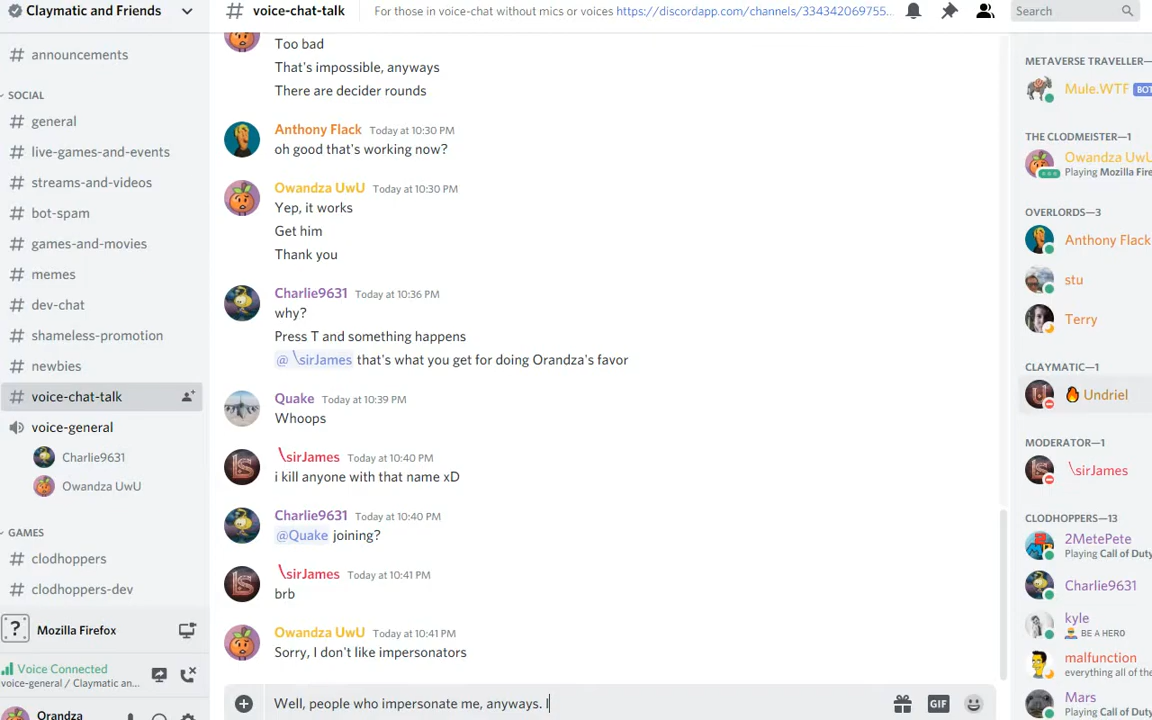 Claymatic and Friends
# voice-chat-talk
For those in voice-chat without mics or voices https://discordapp.com/channels/334342069755...
Search
# announcements
SOCIAL
# general
# live-games-and-events
# streams-and-videos
# bot-spam
# games-and-movies
# memes
# dev-chat
# shameless-promotion
# newbies
# voice-chat-talk
voice-general
Charlie9631
Owandza UwU
GAMES
# clodhoppers
# clodhoppers-dev
? Mozilla Firefox
Voice Connected
voice-general / Claymatic an...
Orandza
Too bad
That's impossible, anyways
There are decider rounds
Anthony Flack Today at 10:30 PM
oh good that's working now?
Owandza UwU Today at 10:30 PM
Yep, it works
Get him
Thank you
Charlie9631 Today at 10:36 PM
why?
Press T and something happens
@ \sirJames that's what you get for doing Orandza's favor
Quake Today at 10:39 PM
Whoops
\sirJames Today at 10:40 PM
i kill anyone with that name xD
Charlie9631 Today at 10:40 PM
@Quake joining?
\sirJames Today at 10:41 PM
brb
Owandza UwU Today at 10:41 PM
Sorry, I don't like impersonators
Well, people who impersonate me, anyways. I
GIF
METAVERSE TRAVELLER—
Mule.WTF BOT
THE CLODMEISTER—1
Owandza UwU
Playing Mozilla Fire
OVERLORDS—3
Anthony Flack
stu
Terry
CLAYMATIC—1
Undriel
MODERATOR—1
\sirJames
CLODHOPPERS—13
2MetePete
Playing Call of Duty
Charlie9631
kyle
BE A HERO
malfunction
everything all of the
Mars
Playing Call of Duty